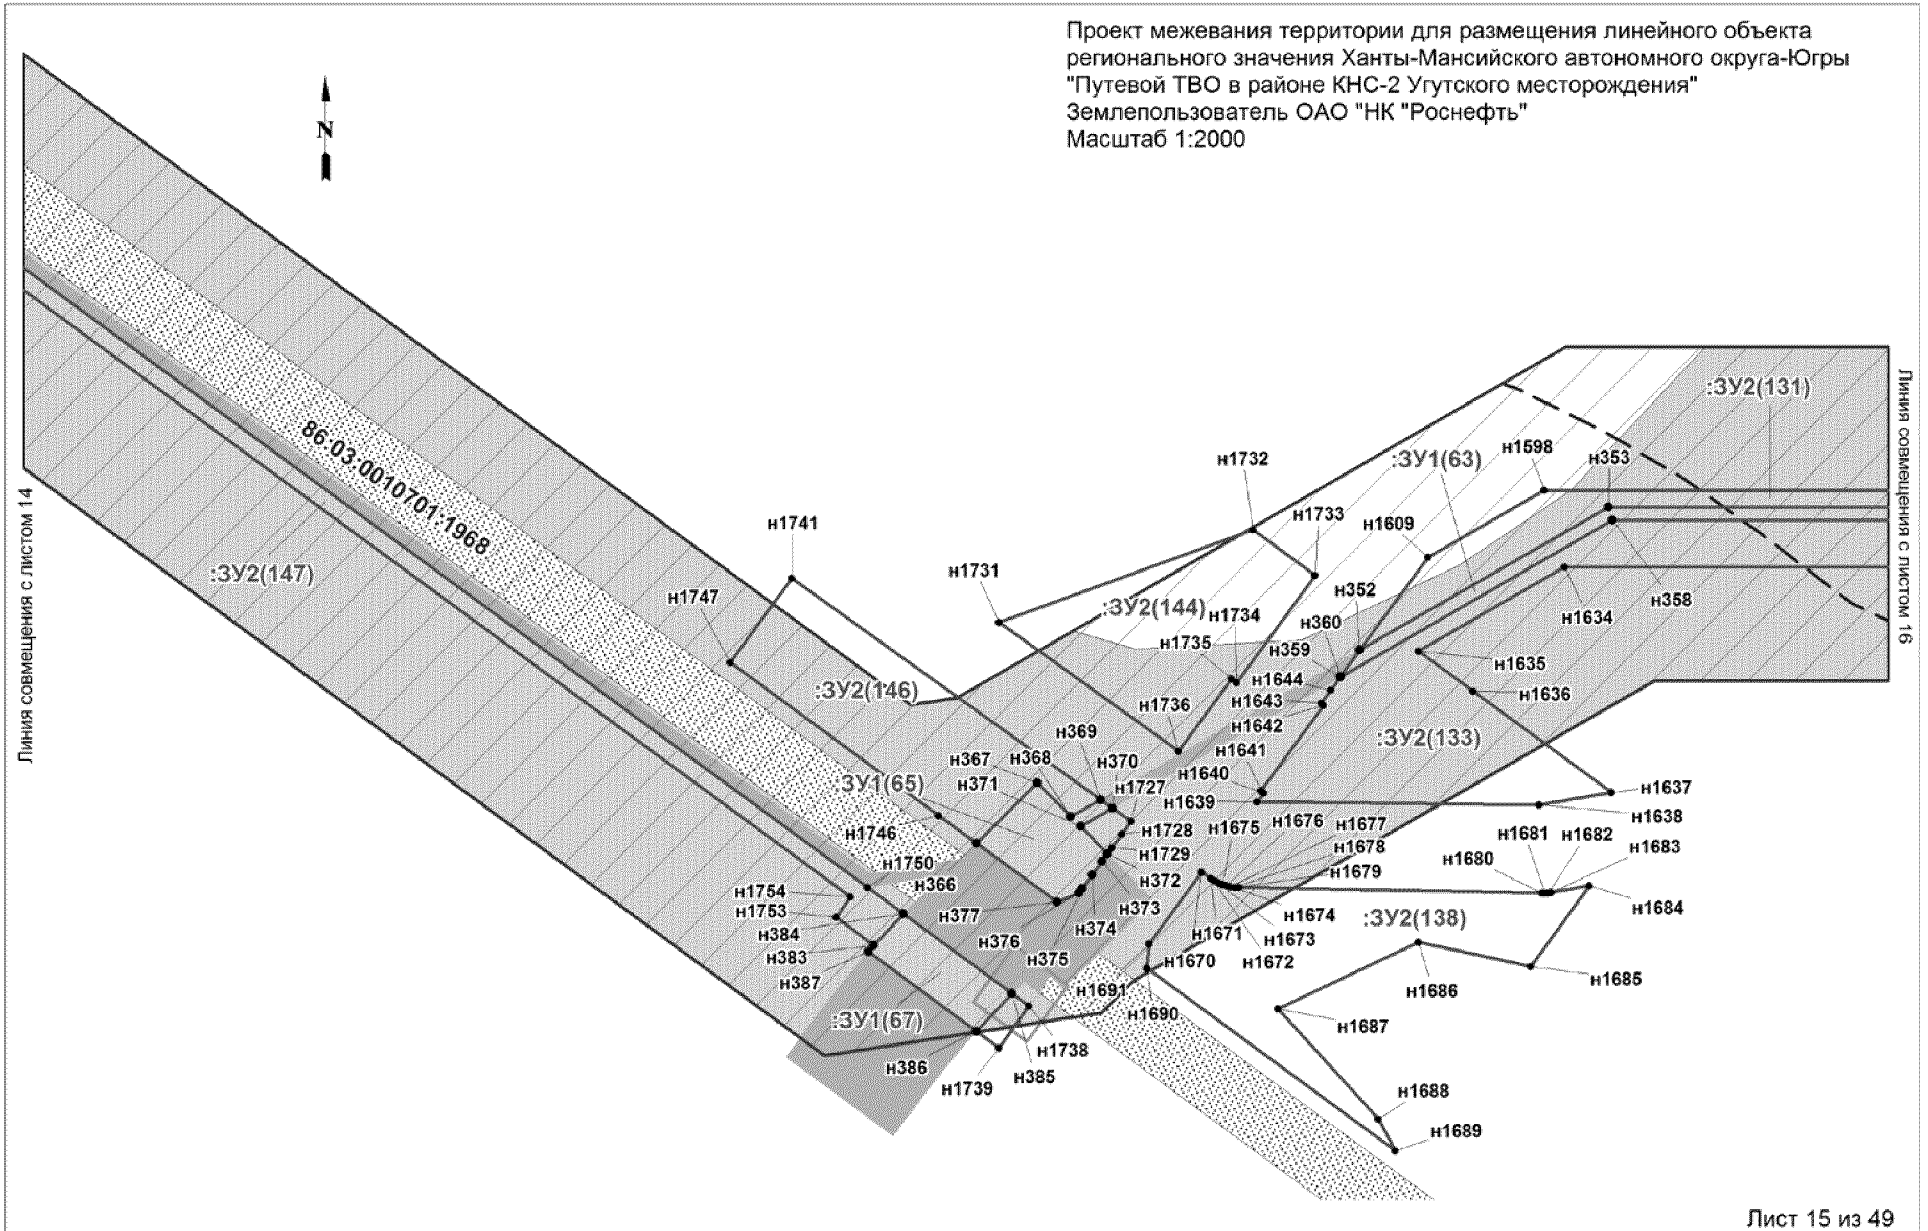 Проект межевания территории для размещения линейного объекта
регионального значения Ханты-Мансийского автономного округа-Югры
"Путевой ТВО в районе КНС-2 Угутского месторождения"
Землепользователь ОАО "НК "Роснефть"
Масштаб 1:2000
N
Линия совмещения с листом 14
Линия совмещения с листом 16
86:03:0010701:1968
:ЗУ2(131)
:ЗУ1(63)
н1598
н353
н1732
н1733
н1609
н1741
н1731
:ЗУ2(147)
н1747
:ЗУ2(144)
н1734
н352
н360
н358
н1634
н1735
н359
н1635
н1644
н1636
:ЗУ2(146)
н1736
н1643
н1642
:ЗУ2(133)
н369
н1641
н367
н368
н370
н1640
:ЗУ1(65)
н371
н1727
н1639
н1637
н1638
н1746
н1675
н1676
н1677
н1728
н1678
н1681
н1682
н1729
н1679
н1680
н1683
н1750
н366
н372
н1754
н1753
н377
н373
н374
н1674
н1684
:ЗУ2(138)
н384
н376
н1671
н1673
н383
н375
н1670
н1672
н387
н1691
н1686
н1685
н1690
:ЗУ1(67)
н1687
н1738
н386
н1739
н385
н1688
н1689
Лист 15 из 49